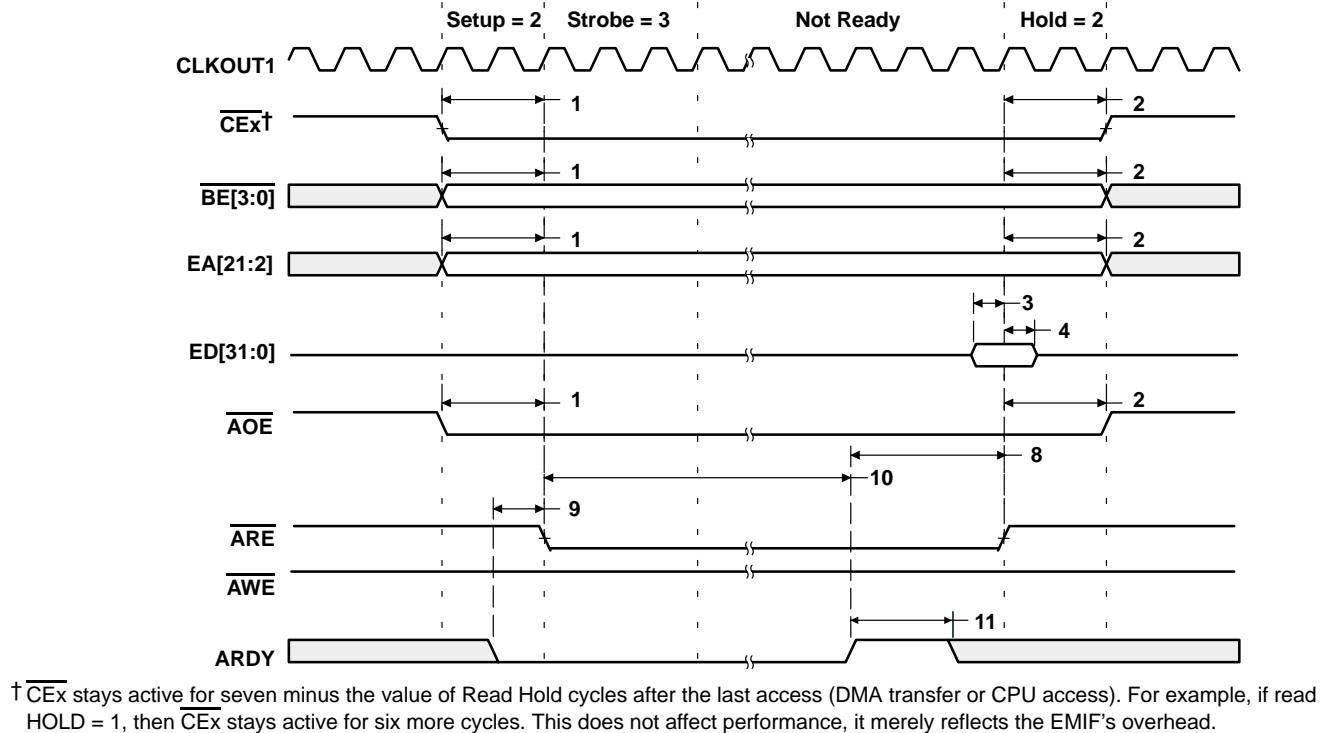 Setup = 2 Strobe = 3 Not Ready Hold = 2
CLKOUT1
1 2
CEx†
1 2
BE[3:0]
1 2
EA[21:2]
3
4
ED[31:0]
1 2
AOE
8
10
9
ARE
AWE
11
ARDY
† CEx stays active for seven minus the value of Read Hold cycles after the last access (DMA transfer or CPU access). For example, if read
HOLD = 1, then CEx stays active for six more cycles. This does not affect performance, it merely reflects the EMIF's overhead.